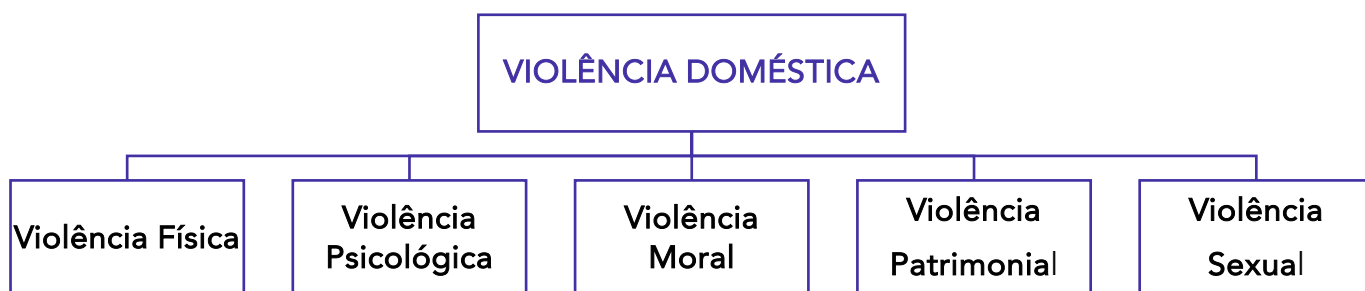 VIOLÊNCIA DOMÉSTICA
Violência Física
Violência
Psicológica
Violência
Moral
Violência
Patrimonial
Violência
Sexual